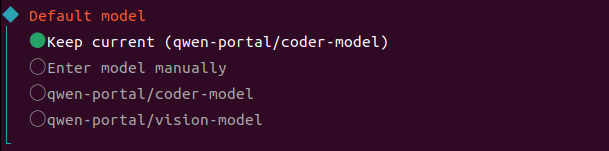 Default model
Keep current (qwen-portal/coder-model)
Enter model manually
qwen-portal/coder-model
qwen-portal/vision-model